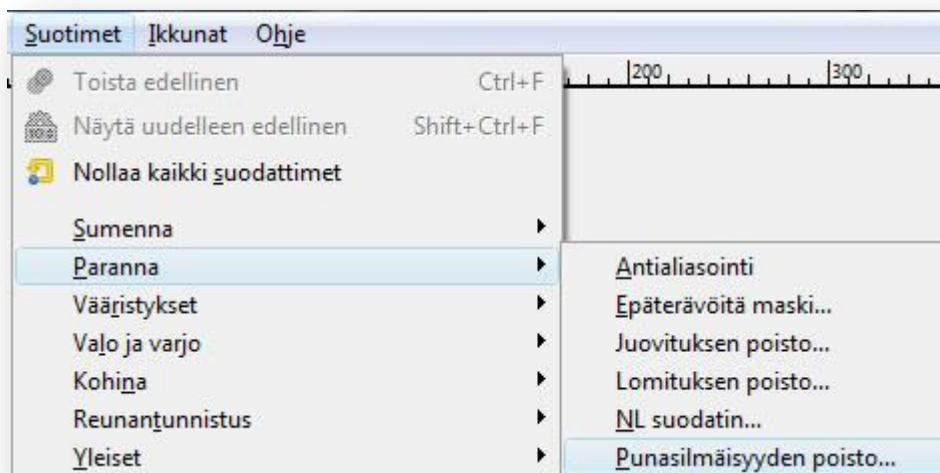 Suotimet Ikkunat Ohje
200 300
Toista edellinen Ctrl+F
Näytä uudelleen edellinen Shift+Ctrl+F
Nollaa kaikki suodattimet
Sumenna
Paranna
Vääristykset
Valo ja varjo
Kohina
Reunantunnistus
Yleiset
Antialiasointi
Epäterävöitä maski...
Juovituksen poisto...
Lomituksen poisto...
NL suodatin...
Punasilmäisyyden poisto...